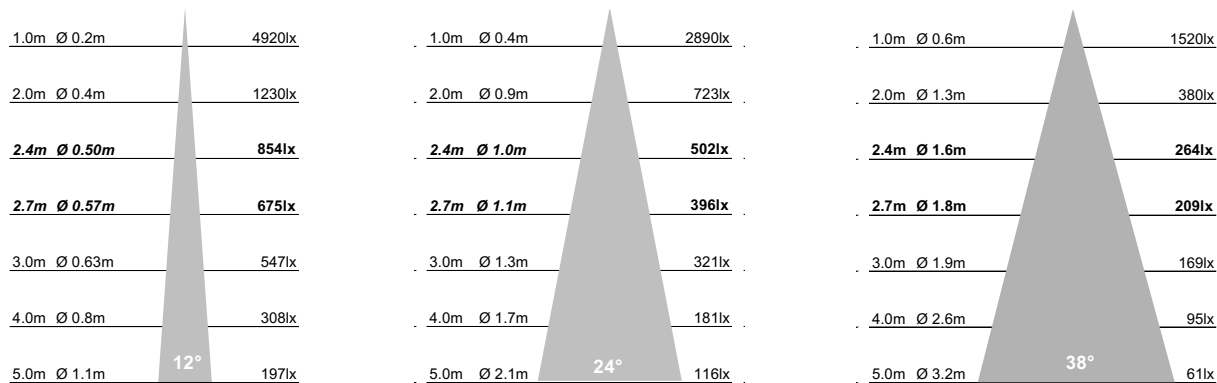 1.0m Ø 0.2m 4920lx
2.0m Ø 0.4m 1230lx
2.4m Ø 0.50m 854lx
2.7m Ø 0.57m 675lx
3.0m Ø 0.63m 547lx
4.0m Ø 0.8m 308lx
12°
5.0m Ø 1.1m 197lx
1.0m Ø 0.4m 2890lx
2.0m Ø 0.9m 723lx
2.4m Ø 1.0m 502lx
2.7m Ø 1.1m 396lx
3.0m Ø 1.3m 321lx
4.0m Ø 1.7m 181lx
24°
5.0m Ø 2.1m 116lx
1.0m Ø 0.6m 1520lx
2.0m Ø 1.3m 380lx
2.4m Ø 1.6m 264lx
2.7m Ø 1.8m 209lx
3.0m Ø 1.9m 169lx
4.0m Ø 2.6m 95lx
38°
5.0m Ø 3.2m 61lx